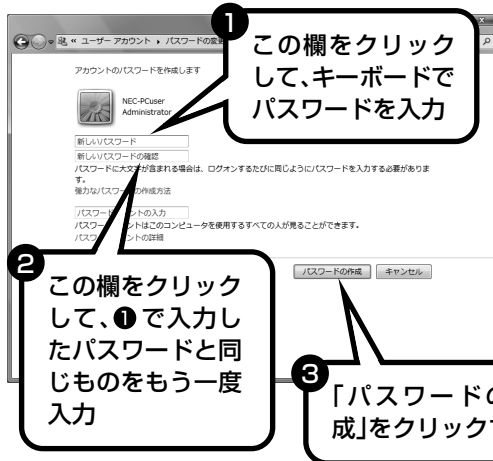 « ユーザー アカウント ▸ パスワードの変更
❶
この欄をクリック
して、キーボードで
パスワードを入力
アカウントのパスワードを作成します
NEC-PCuser
Administrator
新しいパスワード
新しいパスワードの確認
パスワードに大文字が含まれる場合は、ログオンするたびに同じようにパスワードを入力する必要がありま
す。
強力なパスワードの作成方法
パスワード ヒントの入力
パスワード ヒントはこのコンピュータを使用するすべての人が見ることができます。
パスワード ヒントの詳細
パスワードの作成
キャンセル
❷
この欄をクリック
して、❶で入力し
たパスワードと同
じものをもう一度
入力
❸
「パスワードの
成」をクリック